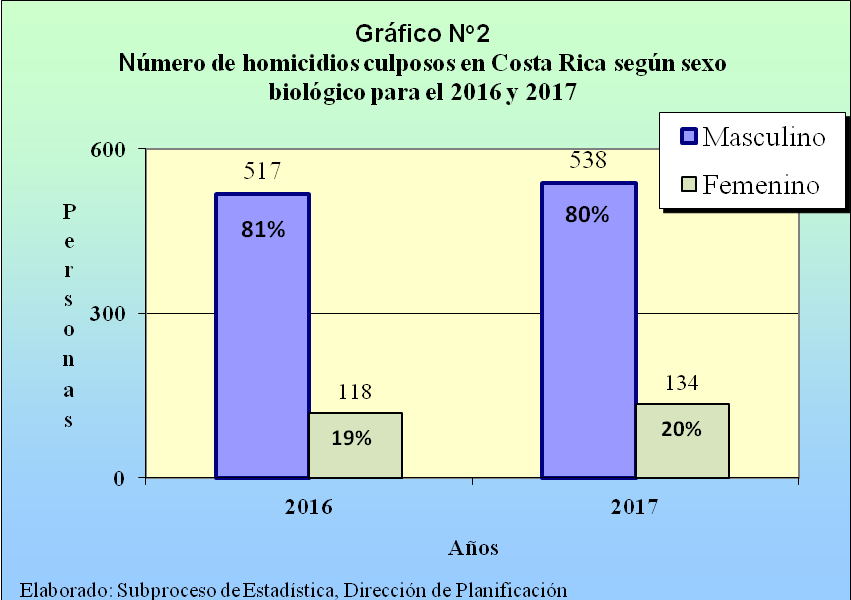 Gráfico Nº2
Número de homicidios culposos en Costa Rica según sexo
biológico para el 2016 y 2017
Masculino
Femenino
Personas
600
300
0
517
81%
118
19%
538
80%
134
20%
2016
2017
Años
Elaborado: Subproceso de Estadística, Dirección de Planificación